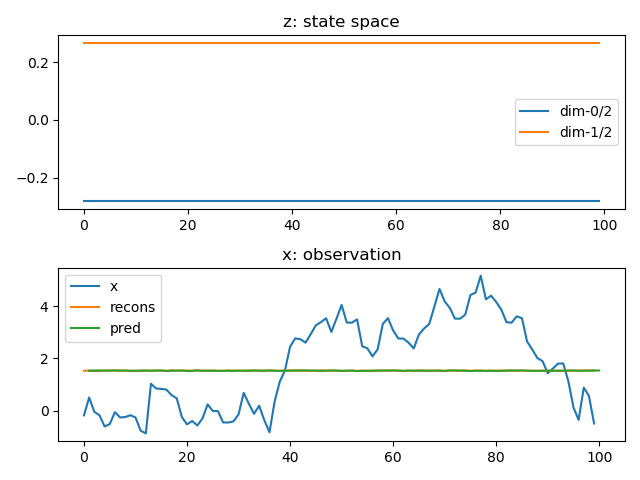 z: state space
0.2
0.0
−0.2
dim-0/2
dim-1/2
0 20 40 60 80 100
x: observation
4
2
0
x
recons
pred
0 20 40 60 80 100